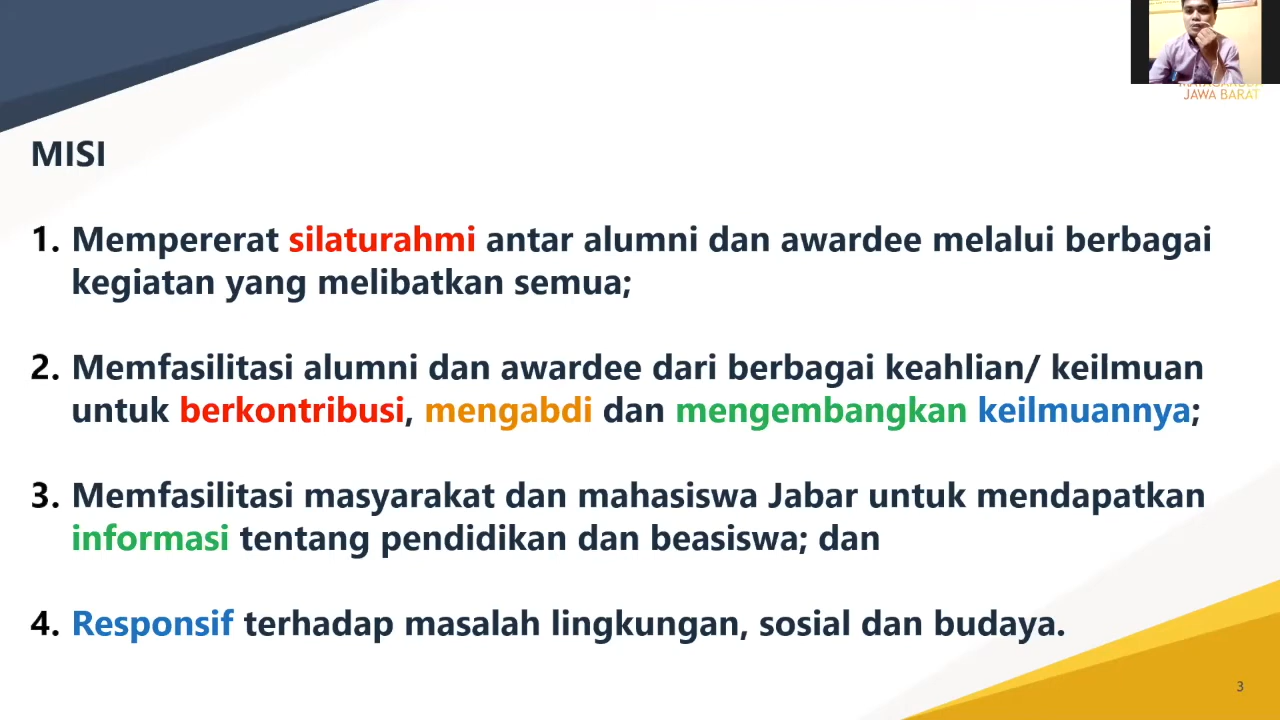 JAWA BARAT
MISI
1. Mempererat silaturahmi antar alumni dan awardee melalui berbagai
kegiatan yang melibatkan semua;
2. Memfasilitasi alumni dan awardee dari berbagai keahlian/ keilmuan
untuk berkontribusi, mengabdi dan mengembangkan keilmuannya;
3. Memfasilitasi masyarakat dan mahasiswa Jabar untuk mendapatkan
informasi tentang pendidikan dan beasiswa; dan
4. Responsif terhadap masalah lingkungan, sosial dan budaya.
3